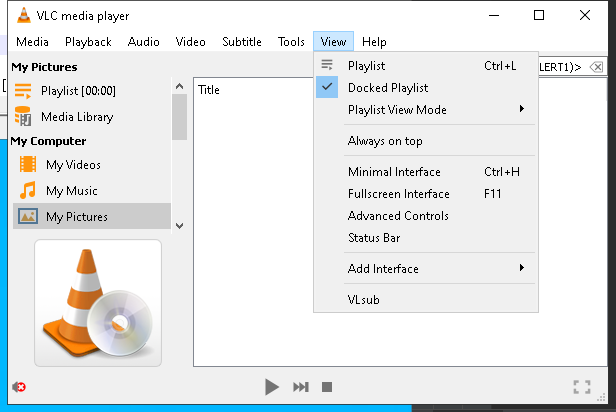 VLC media player
Media Playback Audio Video Subtitle Tools View Help
My Pictures
Playlist [00:00]
Media Library
My Computer
My Videos
My Music
My Pictures
Title
LERT1)>
Playlist Ctrl+L
Docked Playlist
Playlist View Mode
Always on top
Minimal Interface Ctrl+H
Fullscreen Interface F11
Advanced Controls
Status Bar
Add Interface
VLsub